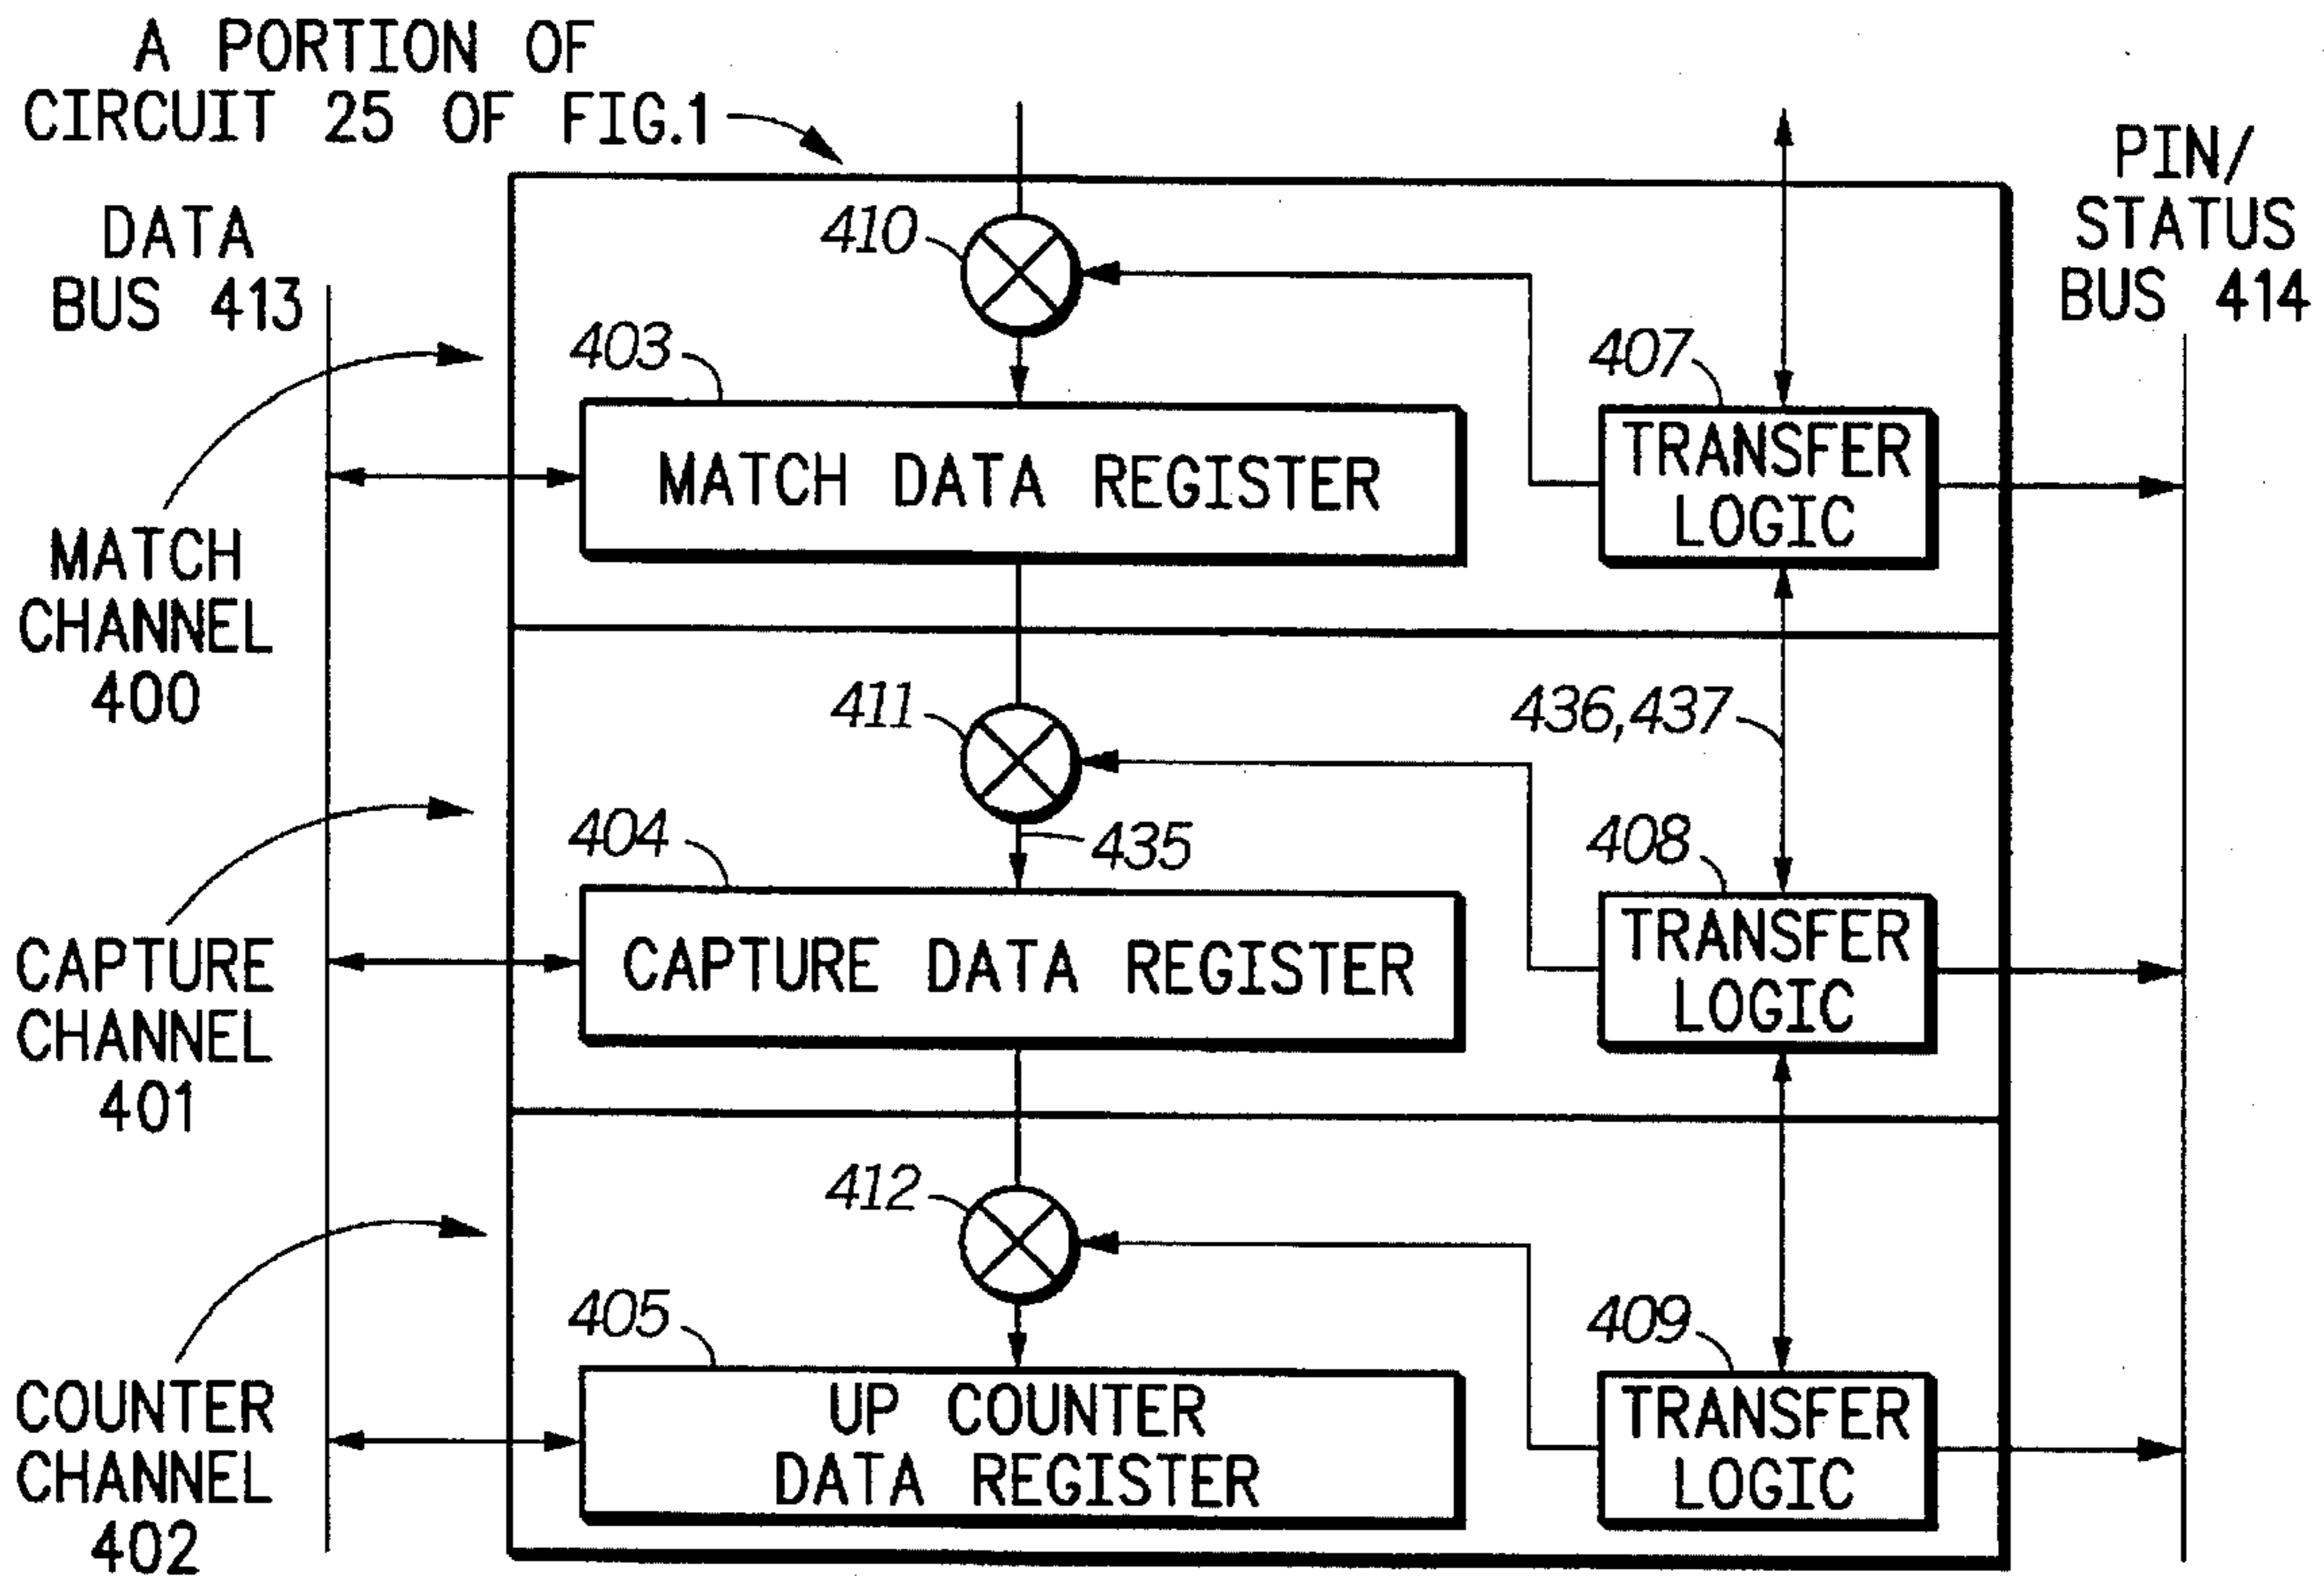 A PORTION OF
CIRCUIT 25 OF FIG.1
DATA
BUS 413
PIN/
STATUS
BUS 414
410
403
407
MATCH DATA REGISTER
TRANSFER
LOGIC
MATCH
CHANNEL
400
411
436,437
435
404
408
CAPTURE DATA REGISTER
TRANSFER
LOGIC
CAPTURE
CHANNEL
401
412
405
409
UP COUNTER
DATA REGISTER
TRANSFER
LOGIC
COUNTER
CHANNEL
402